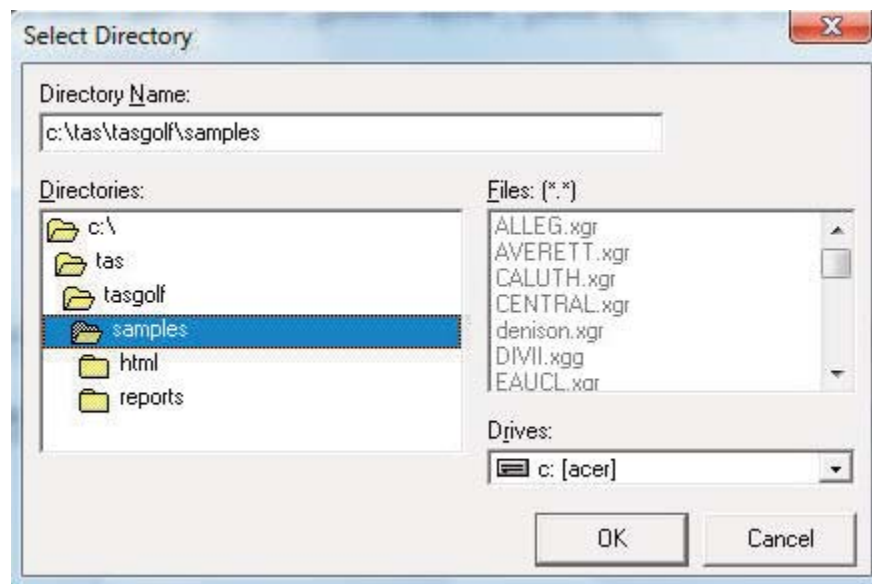 Select Directory
Directory Name:
c:\tas\tasgolf\samples
Directories:
c:\
tas
tasgolf
samples
html
reports
Files: (*.*)
ALLEG.xgr
AVERETT.xgr
CALUTH.xgr
CENTRAL.xgr
denison.xgr
DIVII.xgg
EAUCL.xgr
Drives:
c: [acer]
OK
Cancel